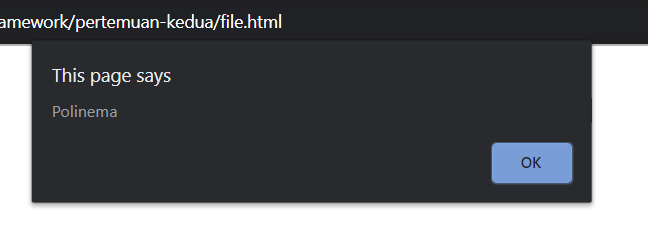 amework/pertemuan-kedua/file.html
This page says
Polinema
OK